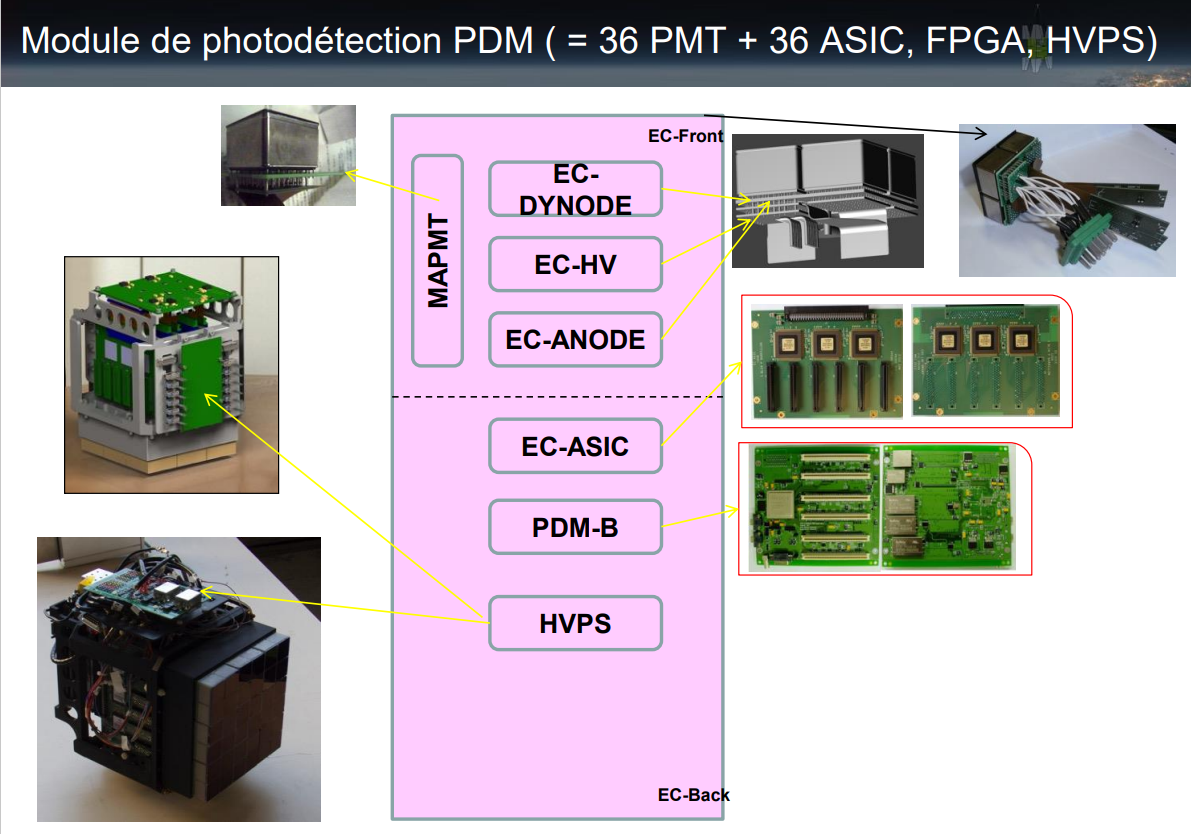 Module de photodétection PDM ( = 36 PMT + 36 ASIC, FPGA, HVPS)
EC-Front
MAPMT
EC-
DYNODE
EC-HV
EC-ANODE
EC-ASIC
PDM-B
HVPS
EC-Back